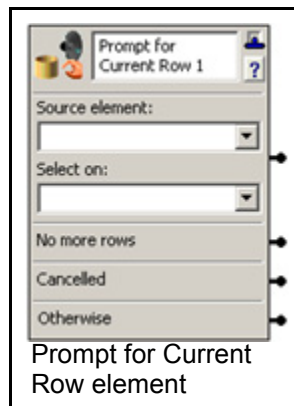 Prompt for
Current Row 1
?
Source element:
Select on:
No more rows
Cancelled
Otherwise
Prompt for Current
Row element